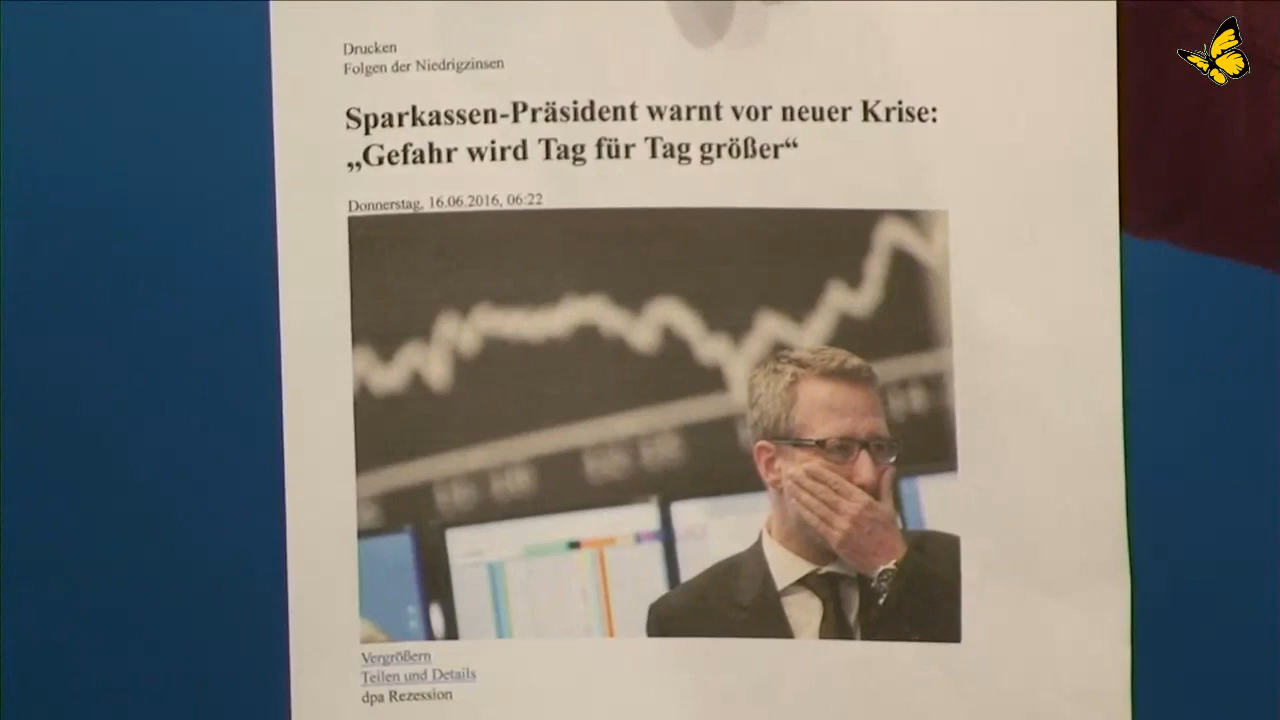 Drucken
Folgen der Niedrigzinsen
Sparkassen-Präsident warnt vor neuer Krise:
„Gefahr wird Tag für Tag größer“
Donnerstag, 16.06.2016, 06:22
Vergrößern
Teilen und Details
dpa Rezession